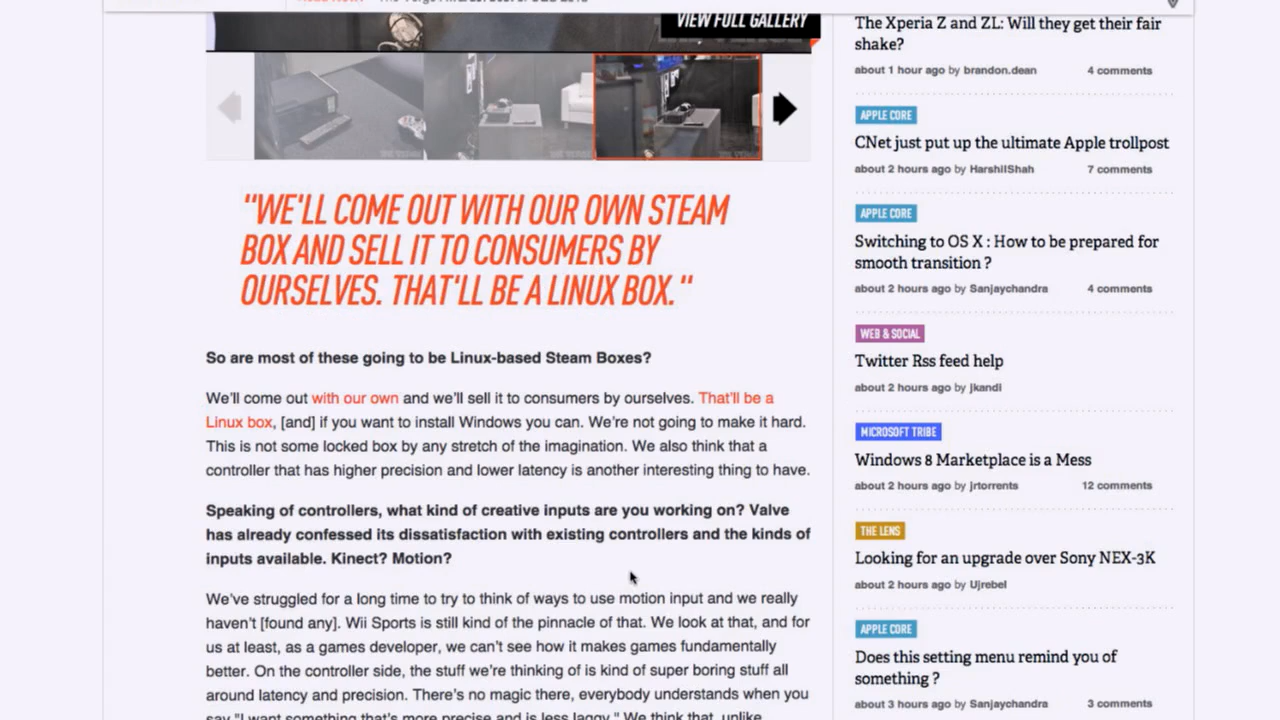 VIEW FULL GALLERY
"WE'LL COME OUT WITH OUR OWN STEAM
BOX AND SELL IT TO CONSUMERS BY
OURSELVES. THAT'LL BE A LINUX BOX."
So are most of these going to be Linux-based Steam Boxes?
We'll come out with our own and we'll sell it to consumers by ourselves. That'll be a
Linux box, [and] if you want to install Windows you can. We're not going to make it hard.
This is not some locked box by any stretch of the imagination. We also think that a
controller that has higher precision and lower latency is another interesting thing to have.
Speaking of controllers, what kind of creative inputs are you working on? Valve
has already confessed its dissatisfaction with existing controllers and the kinds of
inputs available. Kinect? Motion?
We've struggled for a long time to try to think of ways to use motion input and we really
haven't [found any]. Wii Sports is still kind of the pinnacle of that. We look at that, and for
us at least, as a games developer, we can't see how it makes games fundamentally
better. On the controller side, the stuff we're thinking of is kind of super boring stuff all
around latency and precision. There's no magic there, everybody understands when you
say "I want something that's more precise and is less laggy." We think that, unlike
The Xperia Z and ZL: Will they get their fair
shake?
about 1 hour ago by brandon.dean 4 comments
APPLE CORE
CNet just put up the ultimate Apple trollpost
about 2 hours ago by HarshilShah 7 comments
APPLE CORE
Switching to OS X : How to be prepared for
smooth transition ?
about 2 hours ago by Sanjaychandra 4 comments
WEB & SOCIAL
Twitter Rss feed help
about 2 hours ago by jkandi
MICROSOFT TRIBE
Windows 8 Marketplace is a Mess
about 2 hours ago by jrtorrents 12 comments
THE LENS
Looking for an upgrade over Sony NEX-3K
about 2 hours ago by Ujrebel
APPLE CORE
Does this setting menu remind you of
something ?
about 3 hours ago by Sanjaychandra 3 comments